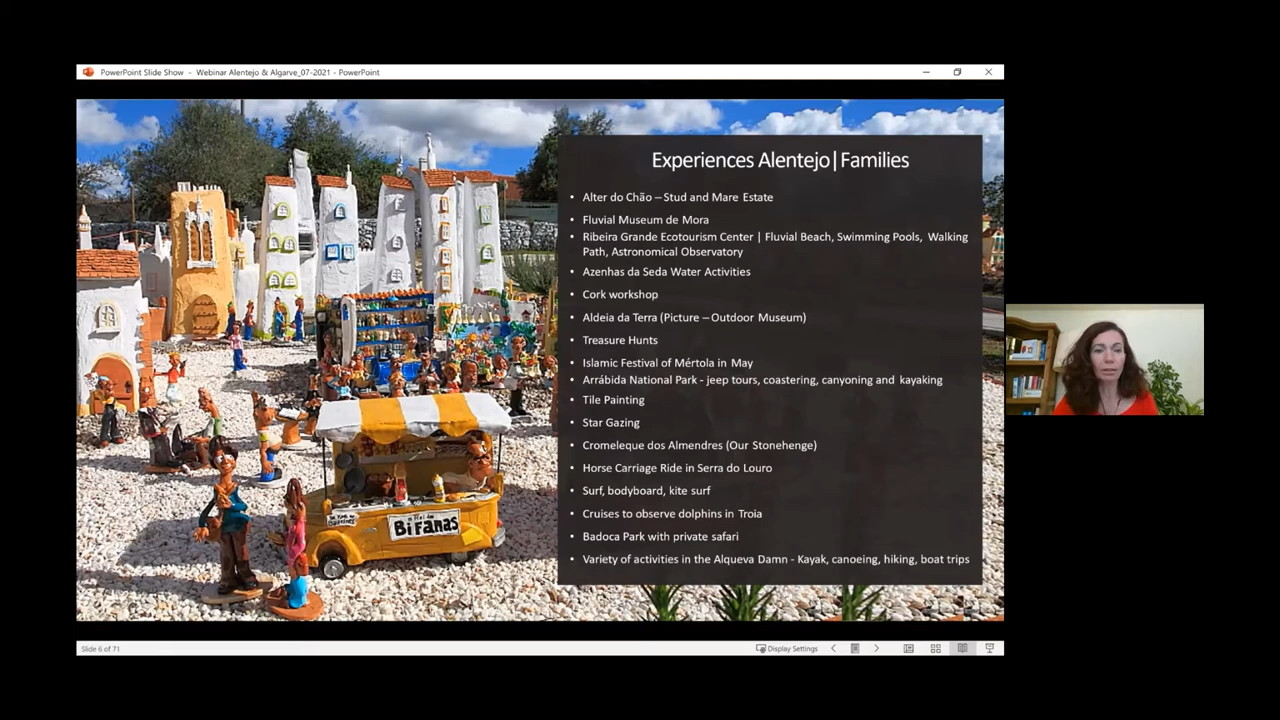 PowerPoint Slide Show - Webinar Alentejo & Algarve_07-2021 - PowerPoint
Experiences Alentejo|Families
• Alter do Chão – Stud and Mare Estate
• Fluvial Museum de Mora
• Ribeira Grande Ecotourism Center | Fluvial Beach, Swimming Pools, Walking
Path, Astronomical Observatory
• Azenhas da Seda Water Activities
• Cork workshop
• Aldeia da Terra (Picture – Outdoor Museum)
• Treasure Hunts
• Islamic Festival of Mértola in May
• Arrábida National Park - jeep tours, coastering, canyoning and kayaking
• Tile Painting
• Star Gazing
• Cromeleque dos Almendres (Our Stonehenge)
• Horse Carriage Ride in Serra do Louro
• Surf, bodyboard, kite surf
• Cruises to observe dolphins in Troia
• Badoca Park with private safari
• Variety of activities in the Alqueva Damn - Kayak, canoeing, hiking, boat trips
BIFANAS
Slide 6 of 71
Display Settings